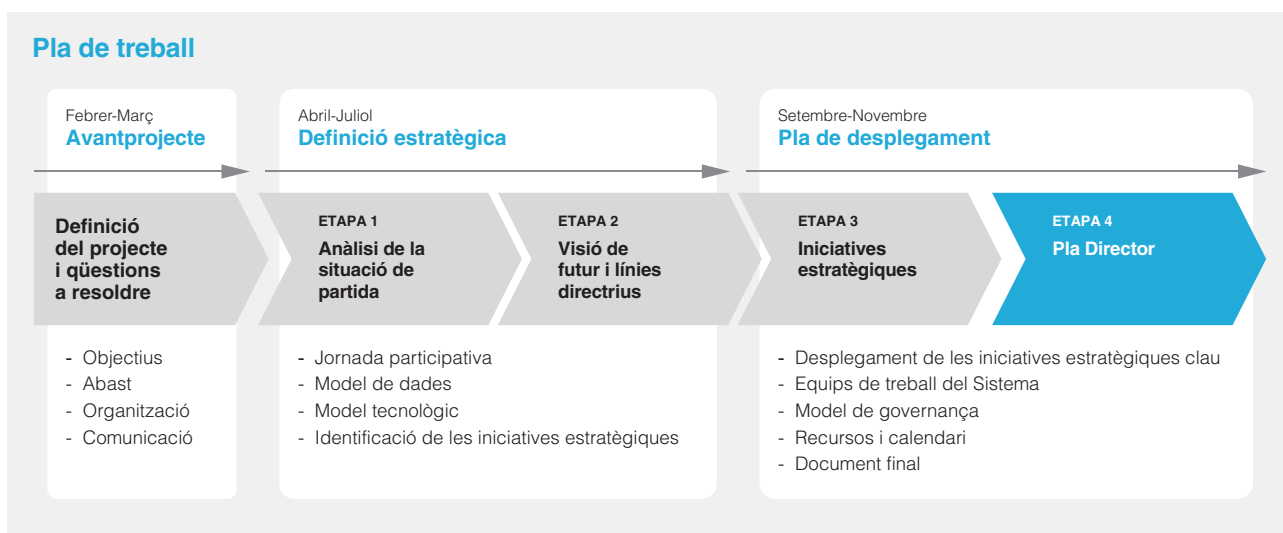 Pla de treball
Febrer-Març
Avantprojecte
Definició
del projecte
i qüestions
a resoldre
- Objectius
- Abast
- Organització
- Comunicació
Abril-Juliol
Definició estratègica
ETAPA 1
Anàlisi de la
situació de
partida
ETAPA 2
Visió de
futur i línies
directrius
- Jornada participativa
- Model de dades
- Model tecnològic
- Identificació de les iniciatives estratègiques
Setembre-Novembre
Pla de desplegament
ETAPA 3
Iniciatives
estratègiques
ETAPA 4
Pla Director
- Desplegament de les iniciatives estratègiques clau
- Equips de treball del Sistema
- Model de governança
- Recursos i calendari
- Document final